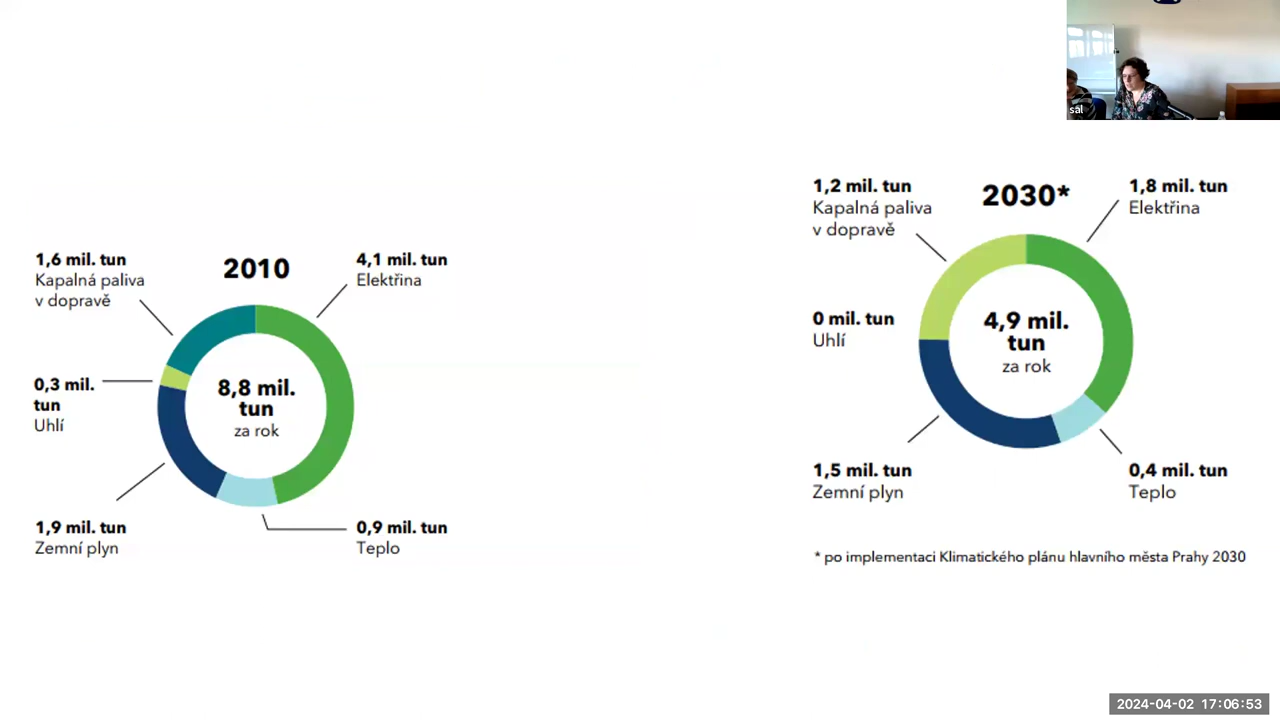 sál
2010
1,6 mil. tun
Kapalná paliva
v dopravě
4,1 mil. tun
Elektřina
0,3 mil.
tun
Uhlí
8,8 mil.
tun
za rok
1,9 mil. tun
Zemní plyn
0,9 mil. tun
Teplo
2030*
1,2 mil. tun
Kapalná paliva
v dopravě
1,8 mil. tun
Elektřina
0 mil. tun
Uhlí
4,9 mil.
tun
za rok
1,5 mil. tun
Zemní plyn
0,4 mil. tun
Teplo
* po implementaci Klimatického plánu hlavního města Prahy 2030
2024-04-02 17:06:53